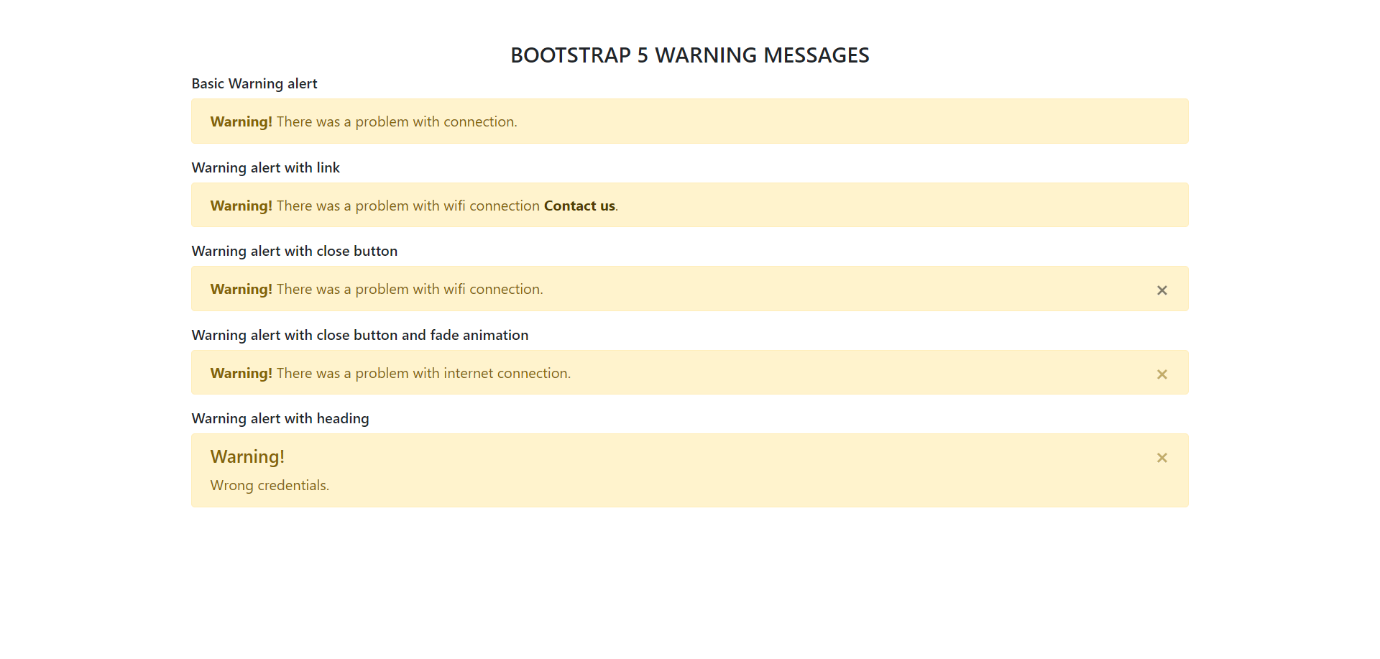 BOOTSTRAP 5 WARNING MESSAGES
Basic Warning alert
Warning! There was a problem with connection.
Warning alert with link
Warning! There was a problem with wifi connection Contact us.
Warning alert with close button
Warning! There was a problem with wifi connection.
Warning alert with close button and fade animation
Warning! There was a problem with internet connection.
Warning alert with heading
Warning!
Wrong credentials.